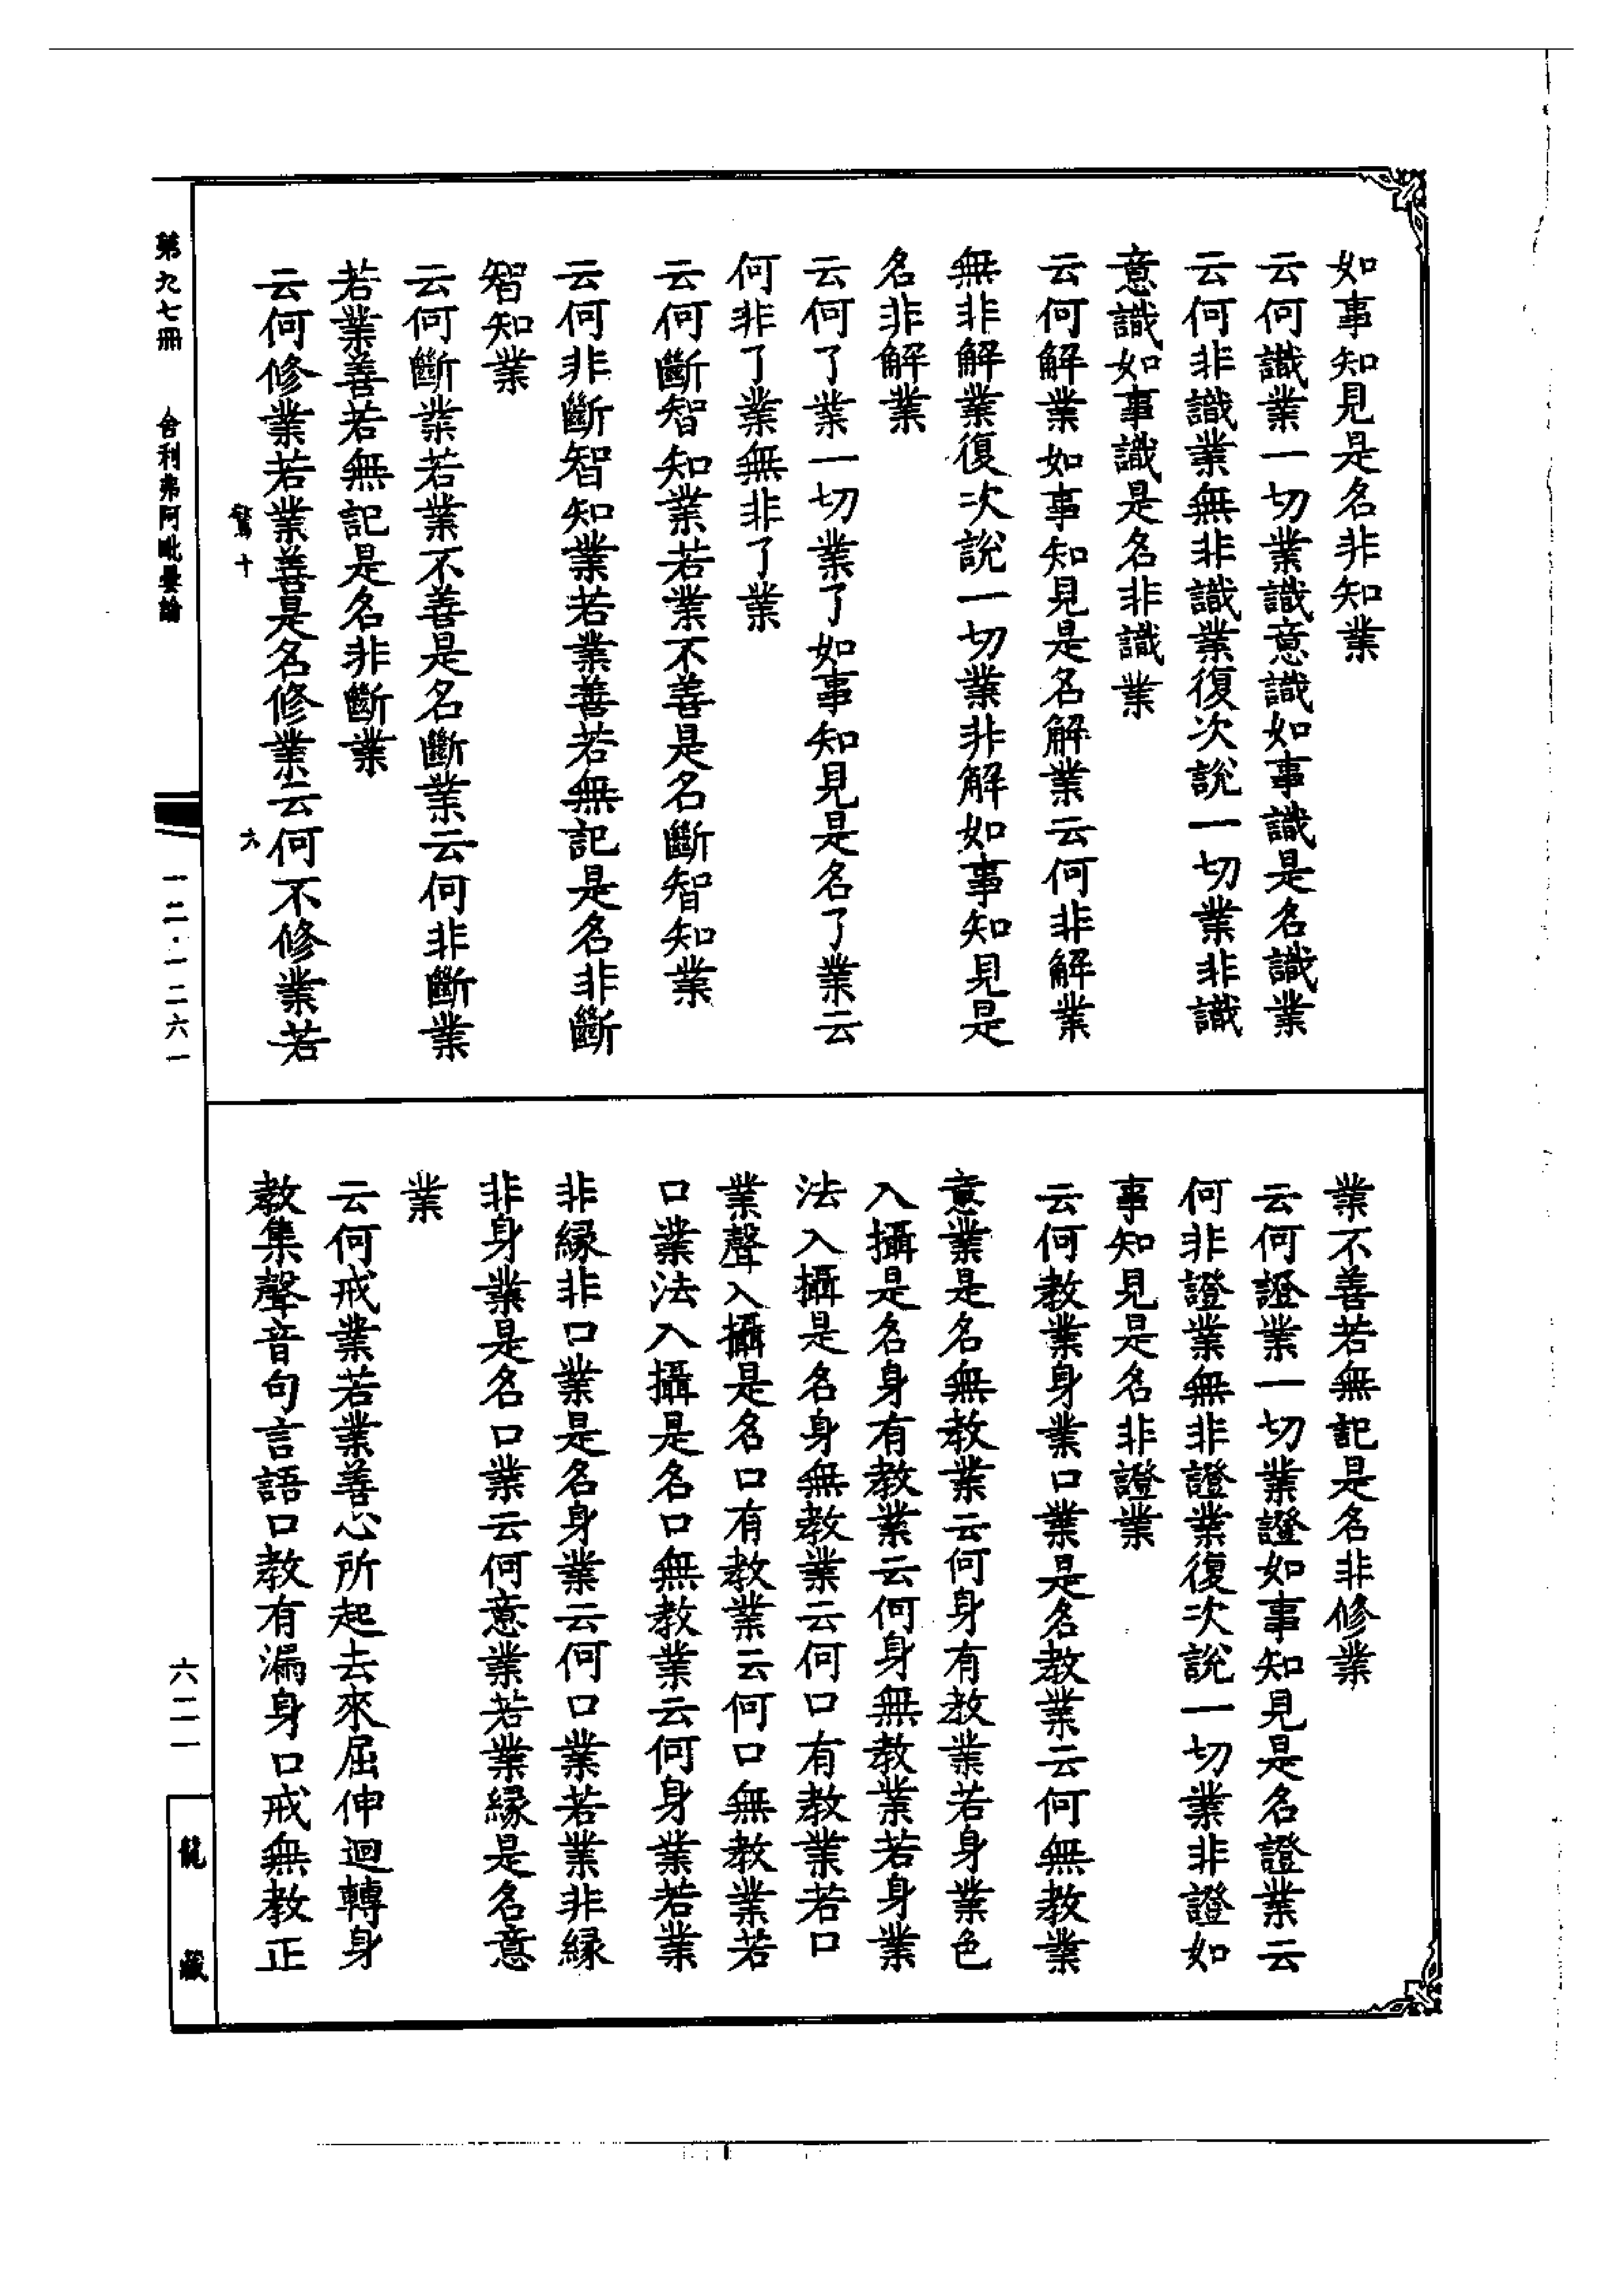 如事知見是名非知業
云何識業一切業識意識如事識是名識業
云何非識業無非識業復次說一切業非識
意識如事識是名非識業
云何解業如事知見是名解業云何非解業
無非解業復次說一切業非解如事知見是
名非解業
云何了業一切業了如事知見是名了業云
何非了業無非了業
云何斷智知業若業不善是名斷智知業
云何非斷智知業若業善若無記是名非斷
智知業
云何斷業若業不善是名斷業云何非斷業
若業善若無記是名非斷業
云何修業若業善是名修業云何不修業若
業不善若無記是名非修業
云何證業一切業證如事知見是名證業云
何非證業無非證業復次說一切業非證如
事知見是名非證業
云何教業身業口業是名教業云何無教業
意業是名無教業云何身有教業若身業色
入攝是名身有教業云何身無教業若身業
法入攝是名身無教業云何口有教業若口
業聲入攝是名口有教業云何口無教業若
口業法入攝是名口無教業云何身業若業
非緣非口業是名身業云何口業若業非緣
非身業是名口業云何意業若業緣是名意
業
云何戒業若業善心所起去來屈伸迴轉身
教集聲音句言語口教有漏身口戒無教正
鷲十
六
第九七冊
舍利弗阿毗曇論
一二·一二六一
六二一
龍藏